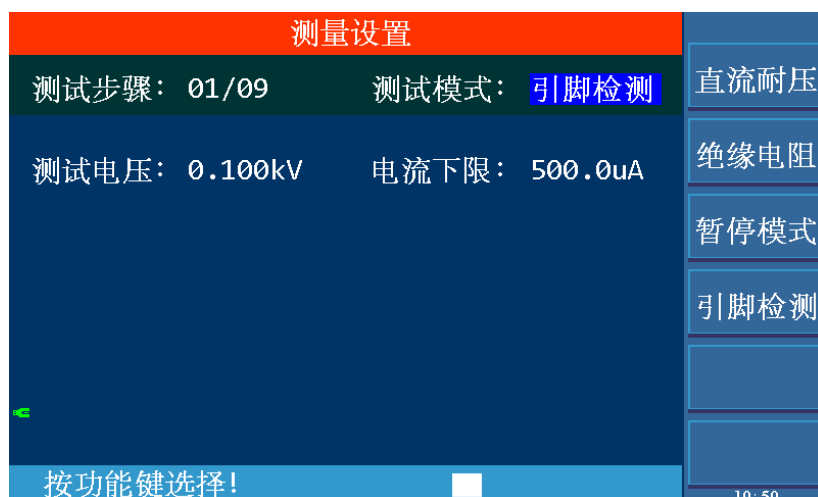 测量设置
测试步骤： 01/09 测试模式： 引脚检测
测试电压： 0.100kV 电流下限： 500.0uA
直流耐压
绝缘电阻
暂停模式
引脚检测
按功能键选择!